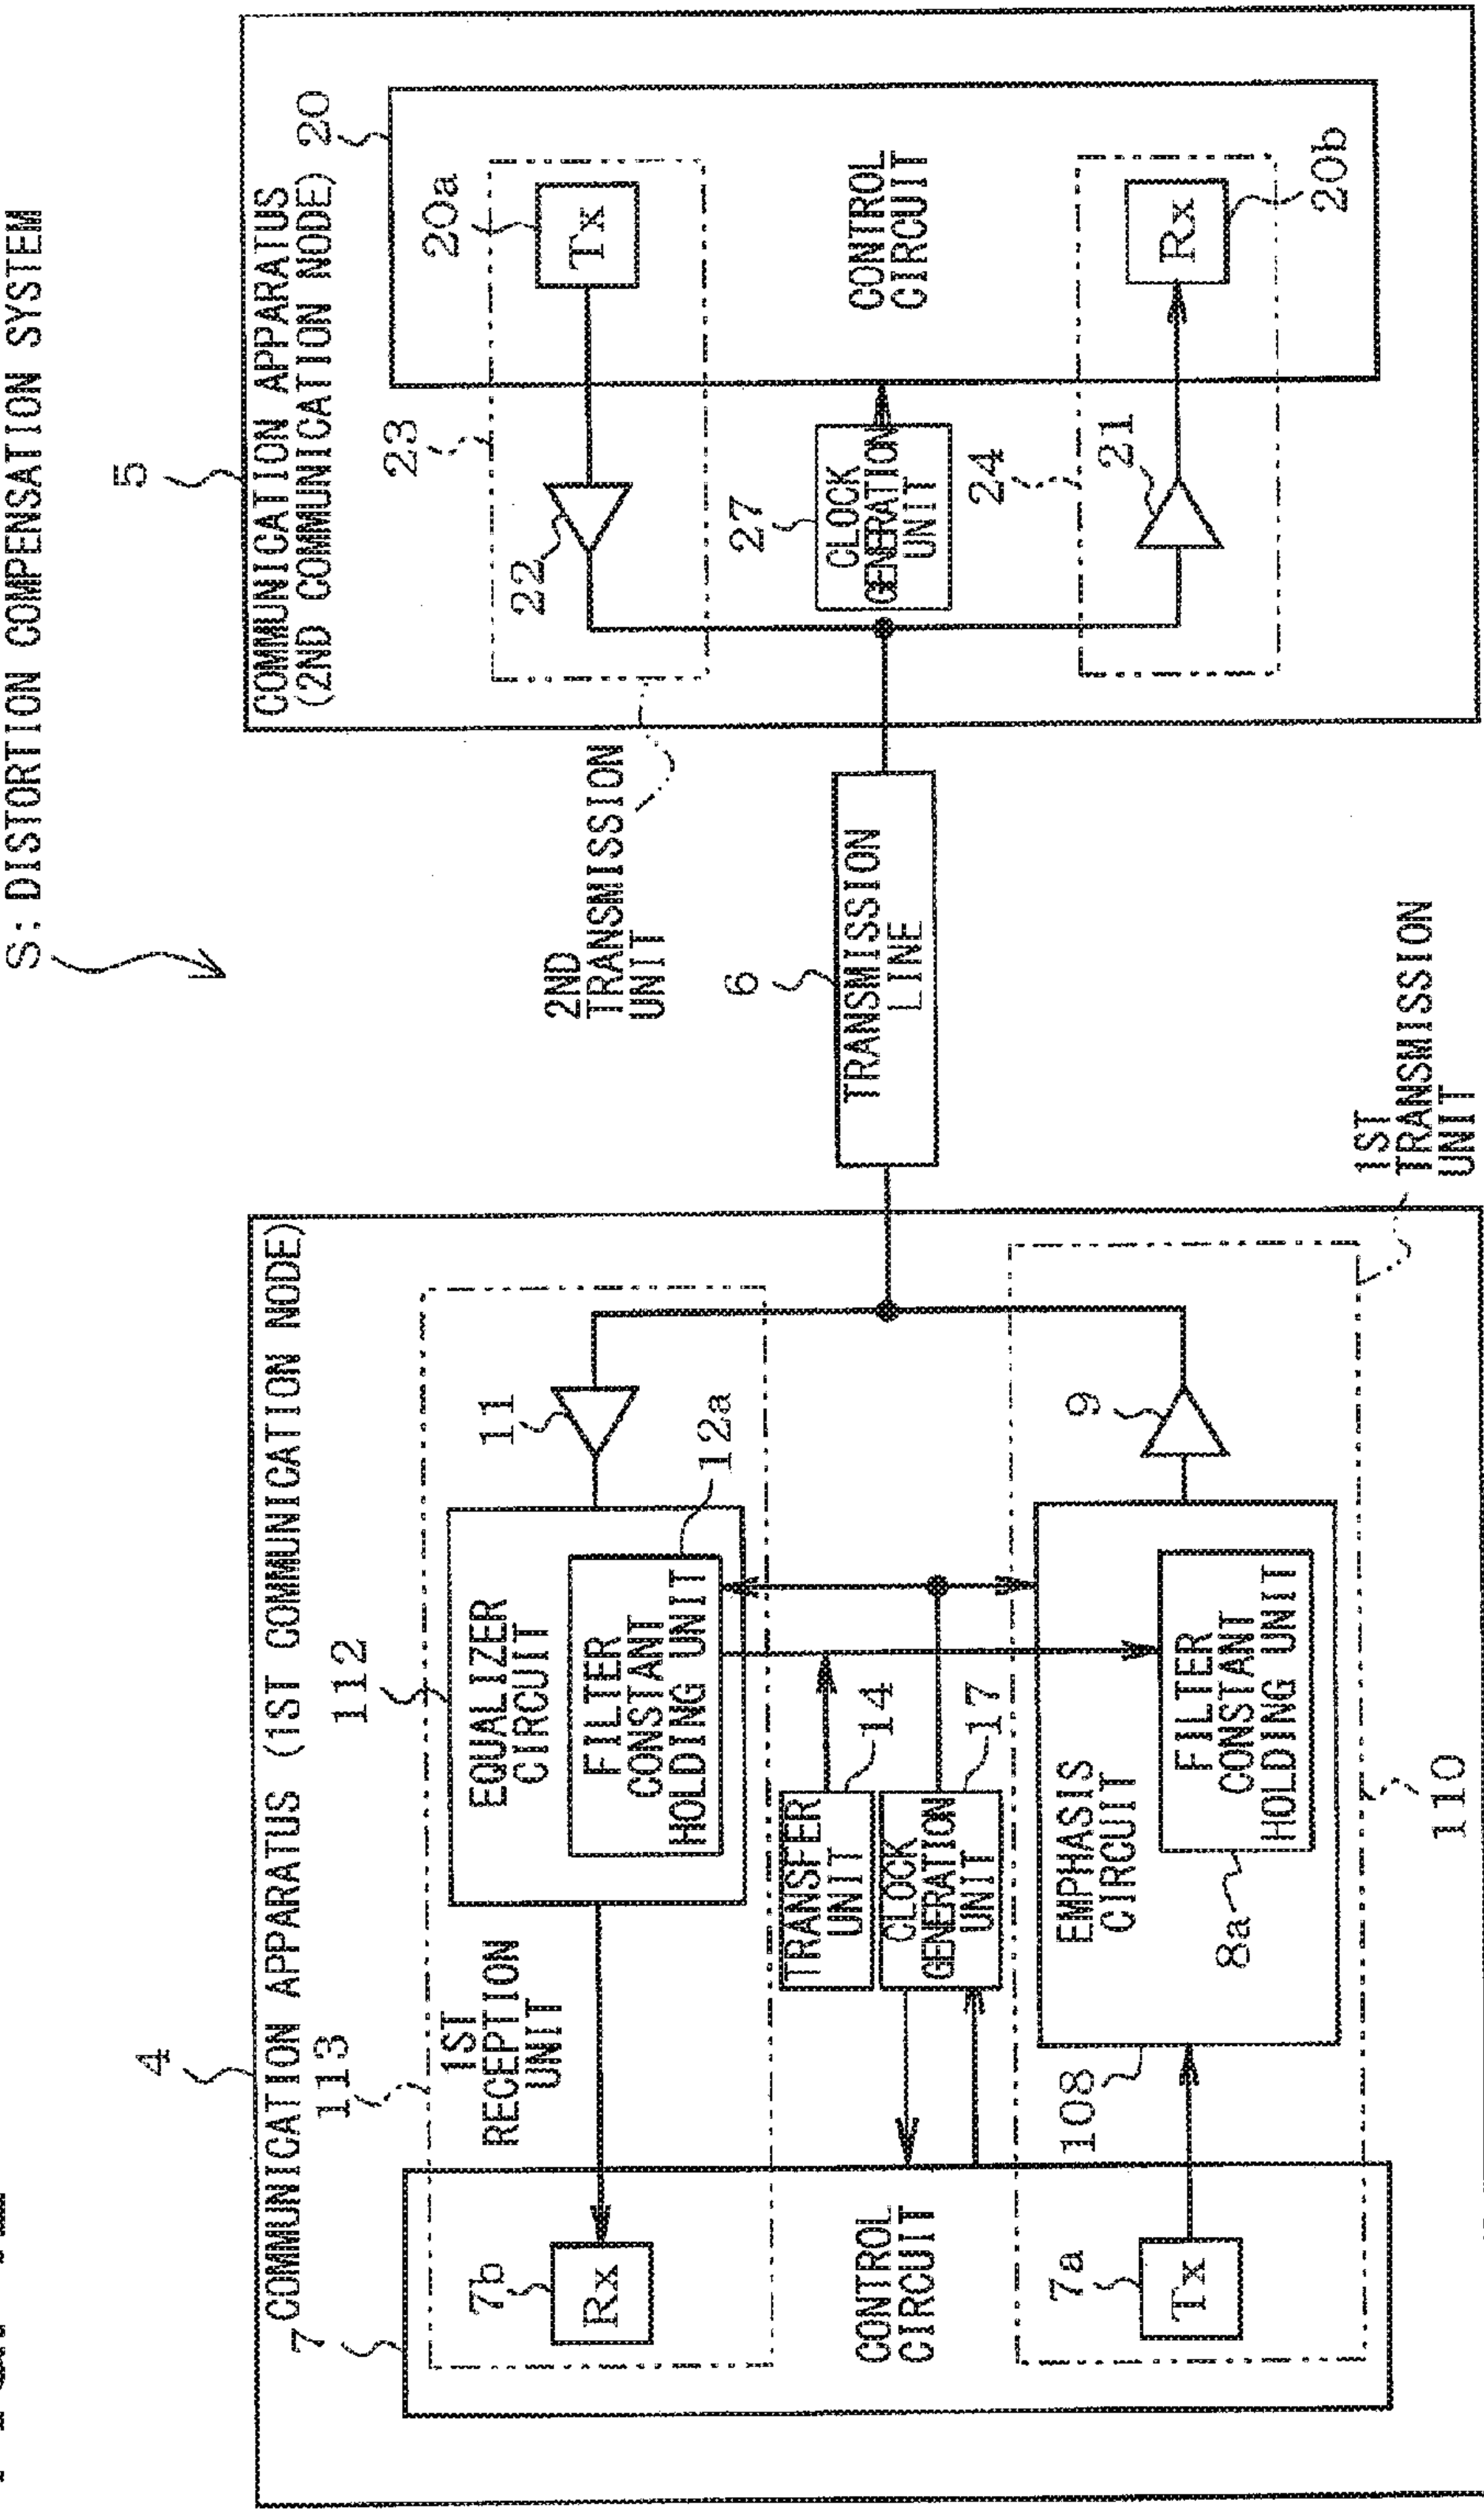 S: DISTORTION COMPENSATION SYSTEM
4
COMMUNICATION APPARATUS (1ST COMMUNICATION NODE)
113
112
7
1ST
RECEPTION
UNIT
EQUALIZER
CIRCUIT
FILTER
CONSTANT
HOLDING UNIT
11
12a
7b
Rx
CONTROL
CIRCUIT
TRANSFER
UNIT
14
CLOCK
GENERATION
UNIT
17
7a
Tx
108
EMPHASIS
CIRCUIT
8a
FILTER
CONSTANT
HOLDING UNIT
9
110
1ST
TRANSMISSION
UNIT
6
TRANSMISSION
LINE
2ND
TRANSMISSION
UNIT
5
COMMUNICATION APPARATUS
(2ND COMMUNICATION NODE)
20
23
20a
22
Tx
27
CLOCK
GENERATION
UNIT
CONTROL
CIRCUIT
24
21
Rx
20b